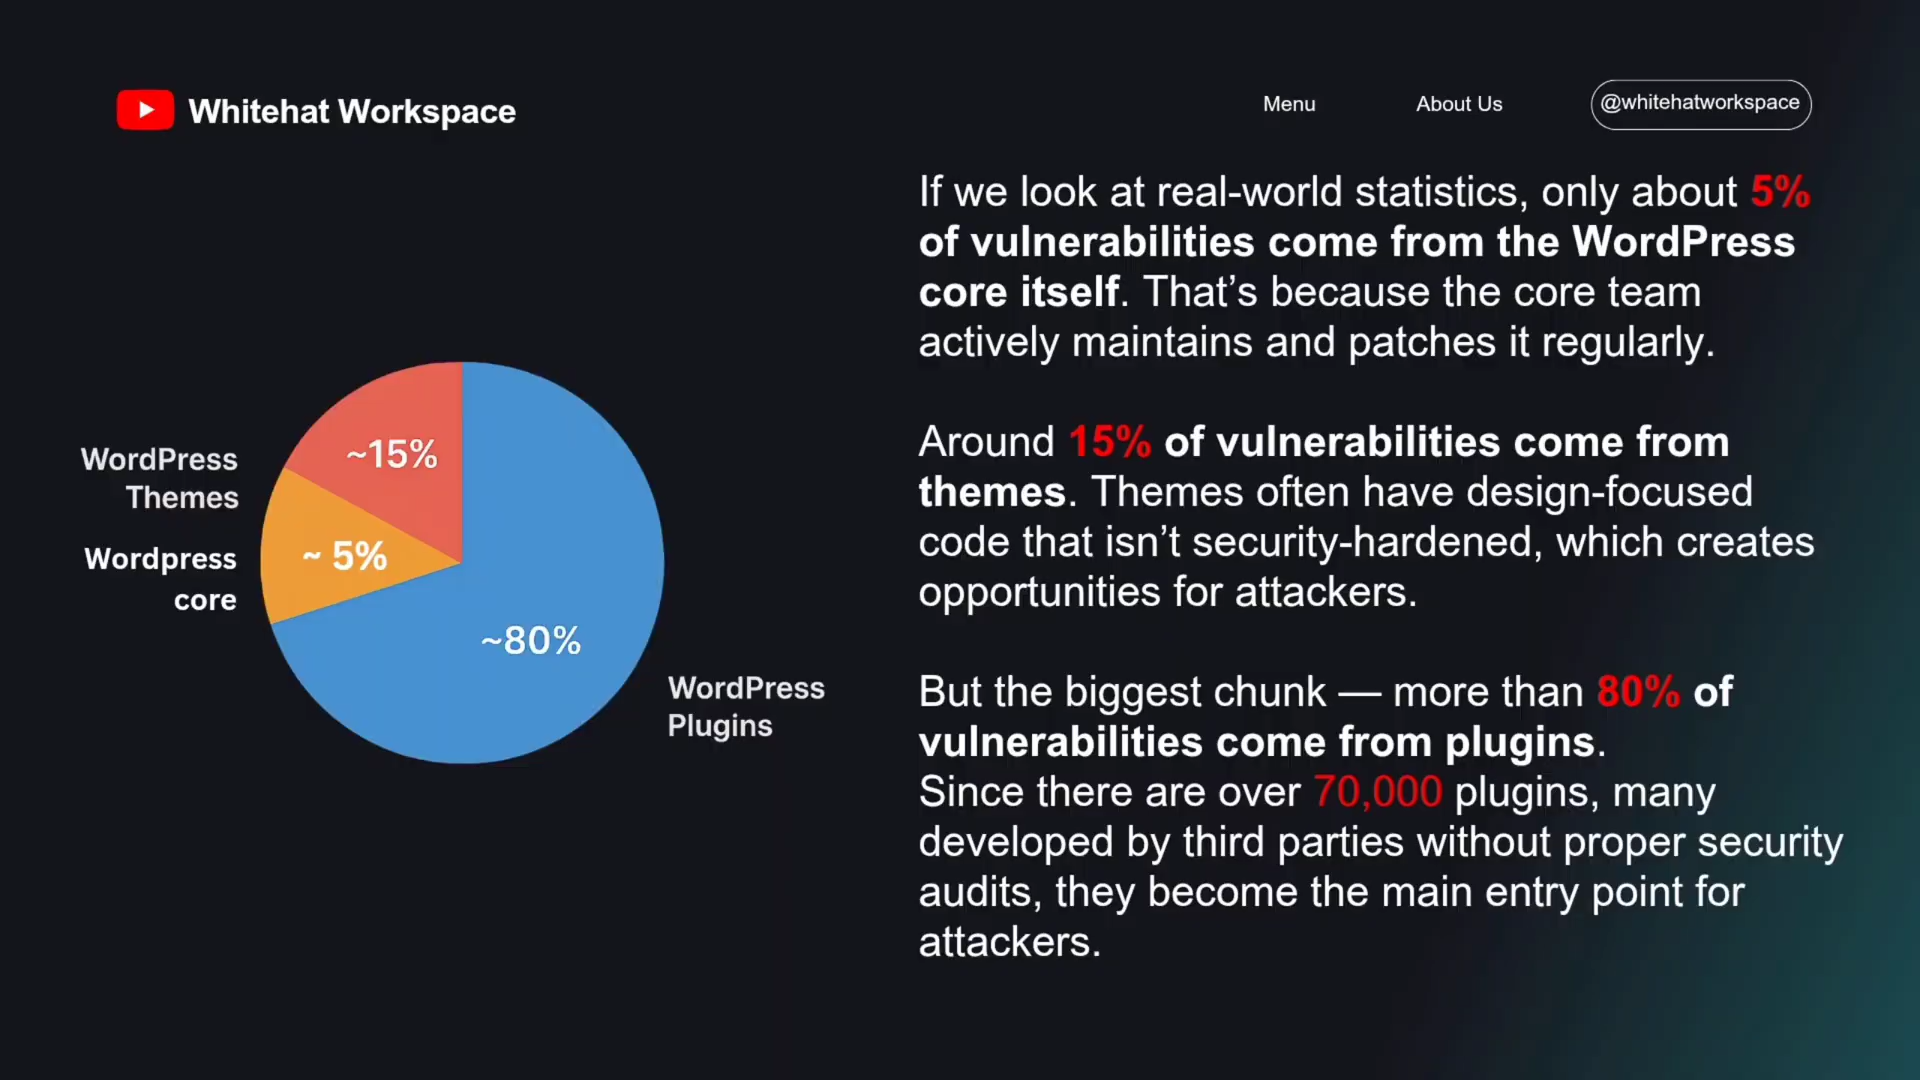 Whitehat Workspace
Menu
About Us
@whitehatworkspace
WordPress
Themes
Wordpress
core
~15%
~ 5%
~80%
WordPress
Plugins
If we look at real-world statistics, only about 5%
of vulnerabilities come from the WordPress
core itself. That’s because the core team
actively maintains and patches it regularly.
Around 15% of vulnerabilities come from
themes. Themes often have design-focused
code that isn’t security-hardened, which creates
opportunities for attackers.
But the biggest chunk — more than 80% of
vulnerabilities come from plugins.
Since there are over 70,000 plugins, many
developed by third parties without proper security
audits, they become the main entry point for
attackers.